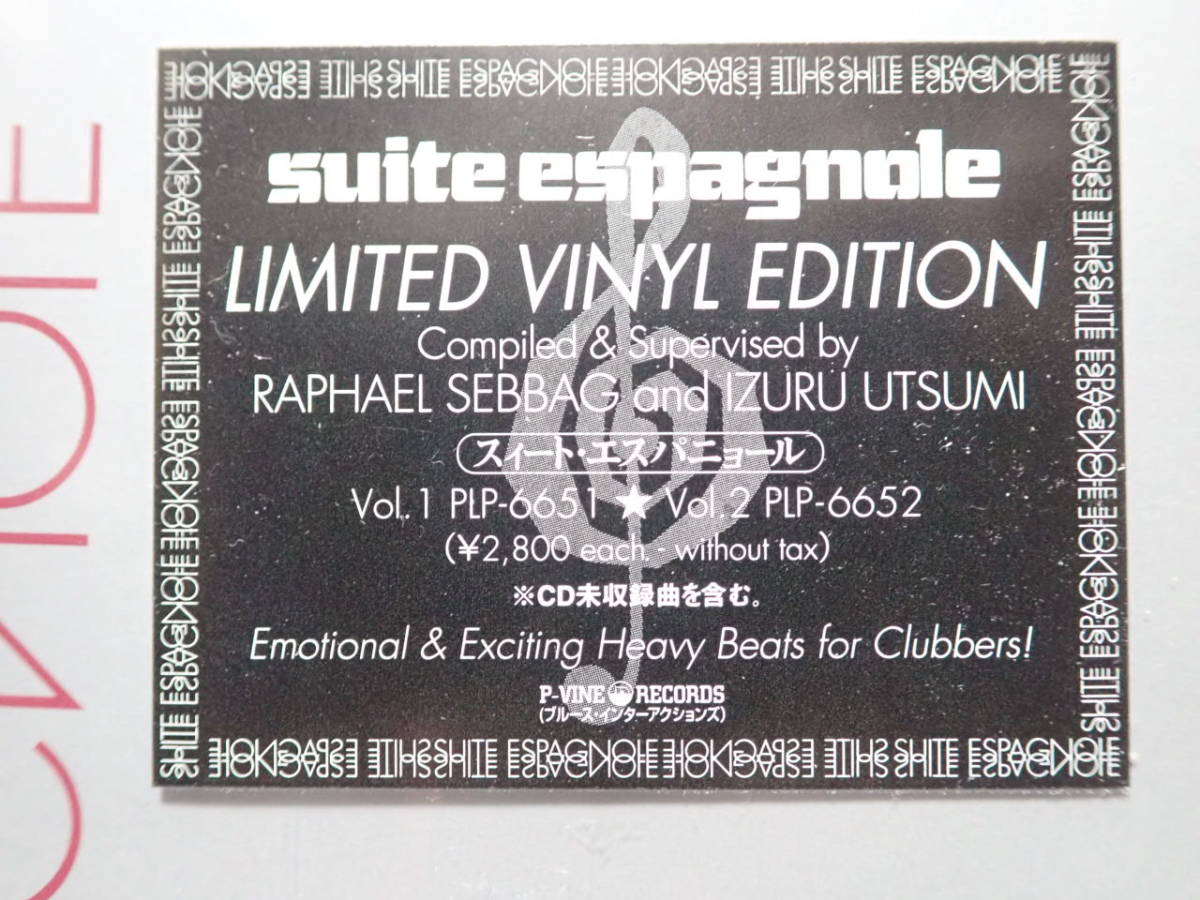 SUITE ESPAGNOLE
suite espagnole
LIMITED VINYL EDITION
Compiled & Supervised by
RAPHAEL SEBBAG and IZURU UTSUMI
スィート・エスパニョール
Vol.1 PLP-6651 ★ Vol.2 PLP-6652
(¥2,800 each. - without tax)
※CD未収録曲を含む。
Emotional & Exciting Heavy Beats for Clubbers!
P-VINE RECORDS
(ブルース・インターアクションズ)